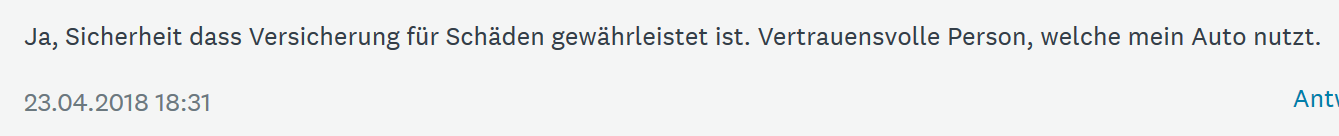 Ja, Sicherheit dass Versicherung für Schäden gewährleistet ist. Vertrauensvolle Person, welche mein Auto nutzt.
23.04.2018 18:31